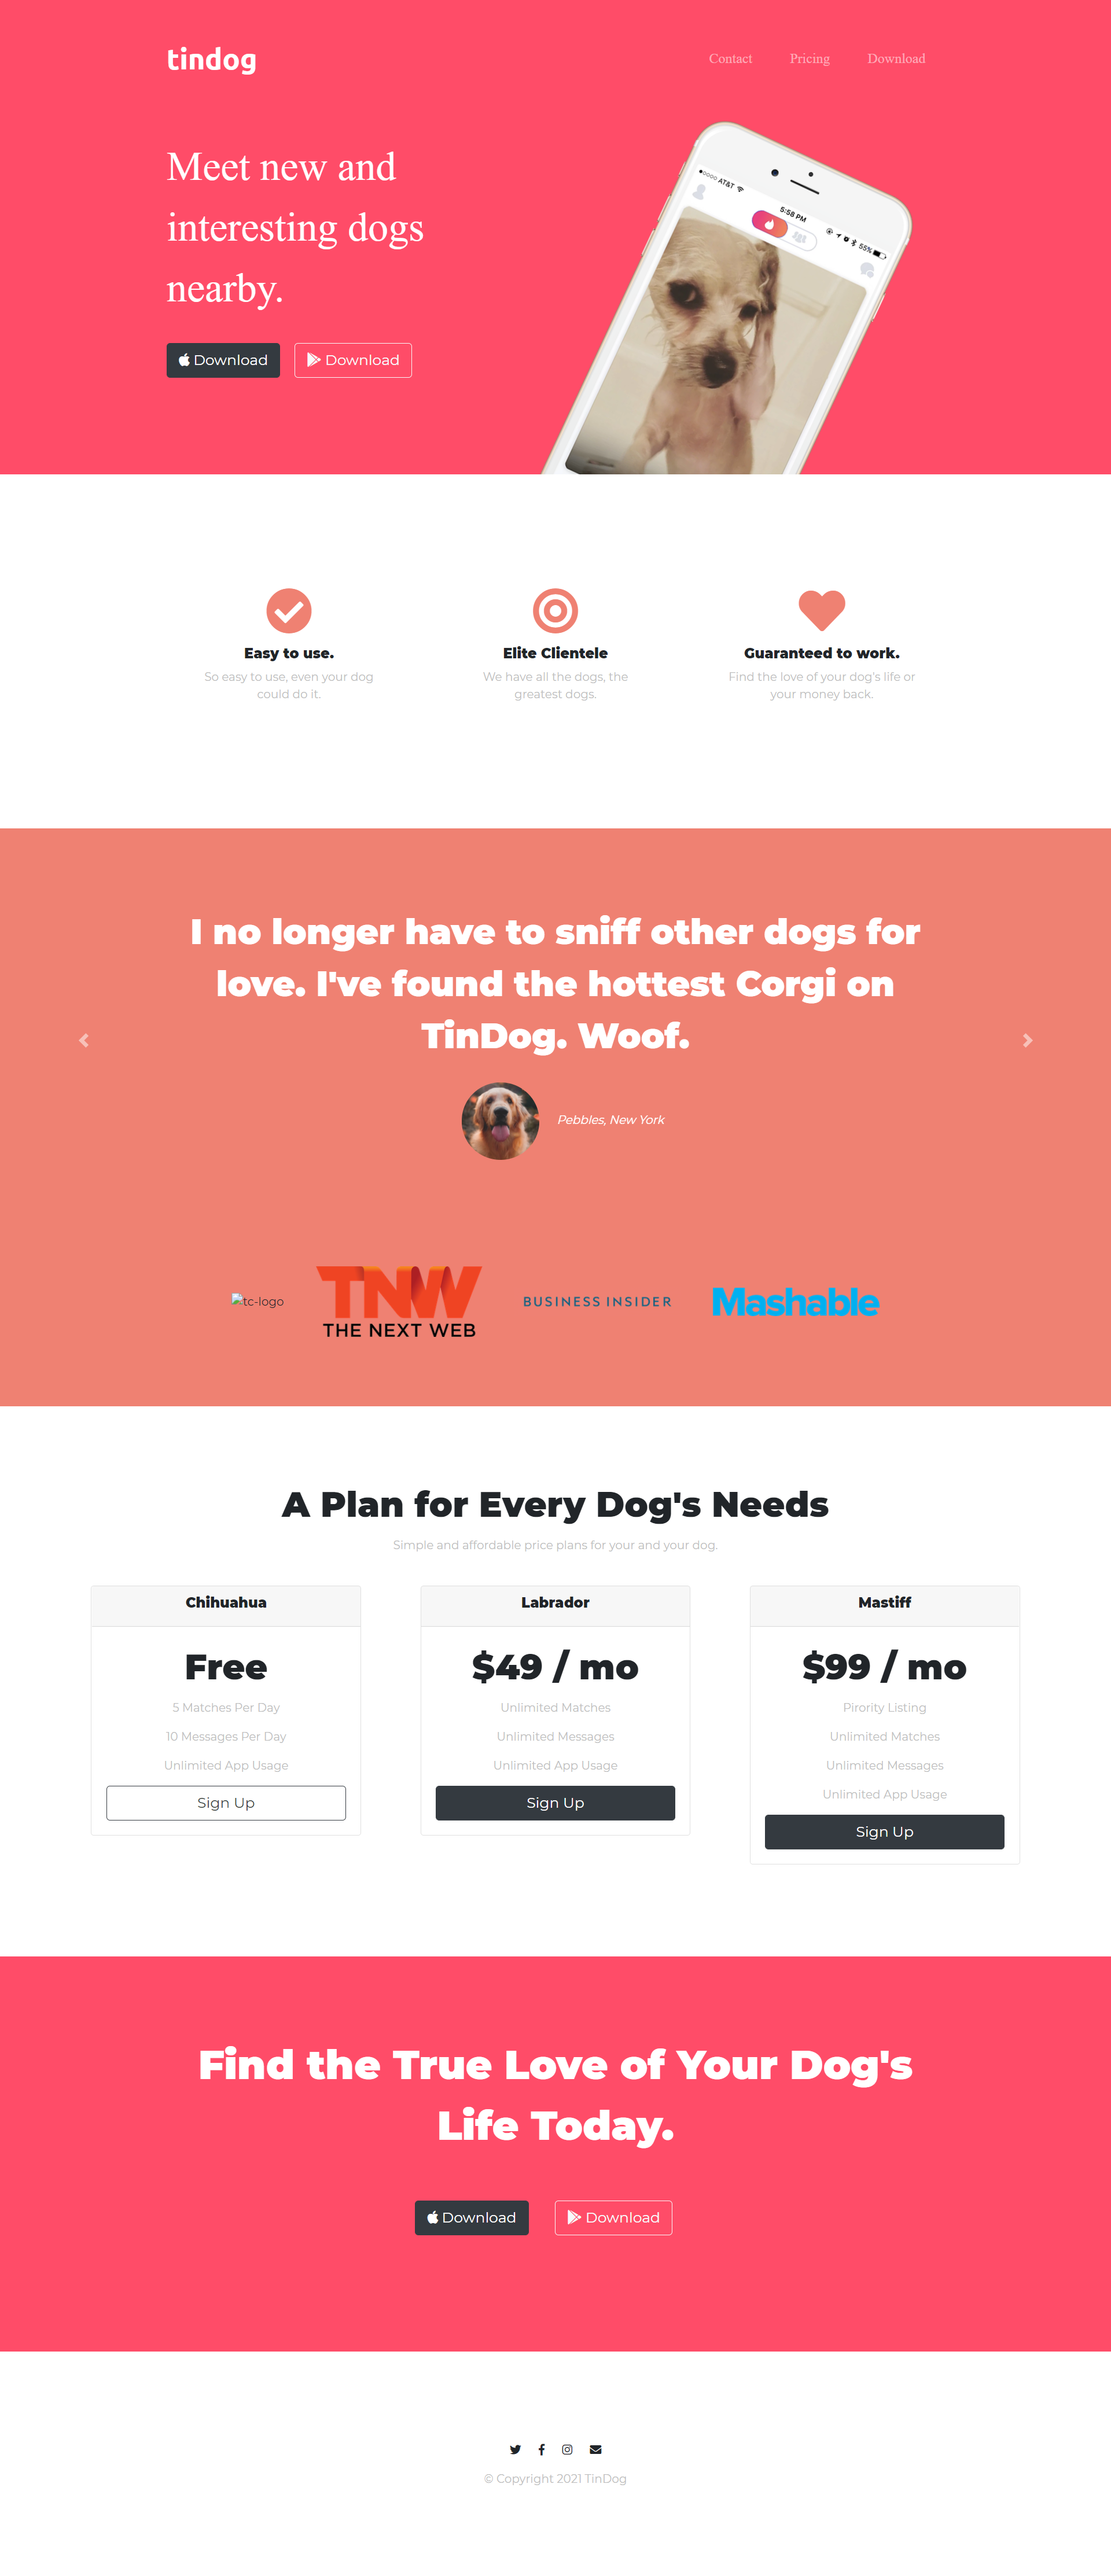 tindog
Contact
Pricing
Download
Meet new and
interesting dogs
nearby.
Download
Download
AT&T
5:58 PM
55%
Easy to use.
So easy to use, even your dog
could do it.
Elite Clientele
We have all the dogs, the
greatest dogs.
Guaranteed to work.
Find the love of your dog's life or
your money back.
I no longer have to sniff other dogs for
love. I've found the hottest Corgi on
TinDog. Woof.
Pebbles, New York
tc-logo
TNW
THE NEXT WEB
BUSINESS INSIDER
Mashable
A Plan for Every Dog's Needs
Simple and affordable price plans for your and your dog.
Chihuahua
Free
5 Matches Per Day
10 Messages Per Day
Unlimited App Usage
Sign Up
Labrador
$49 / mo
Unlimited Matches
Unlimited Messages
Unlimited App Usage
Sign Up
Mastiff
$99 / mo
Pirority Listing
Unlimited Matches
Unlimited Messages
Unlimited App Usage
Sign Up
Find the True Love of Your Dog's
Life Today.
Download
Download
© Copyright 2021 TinDog